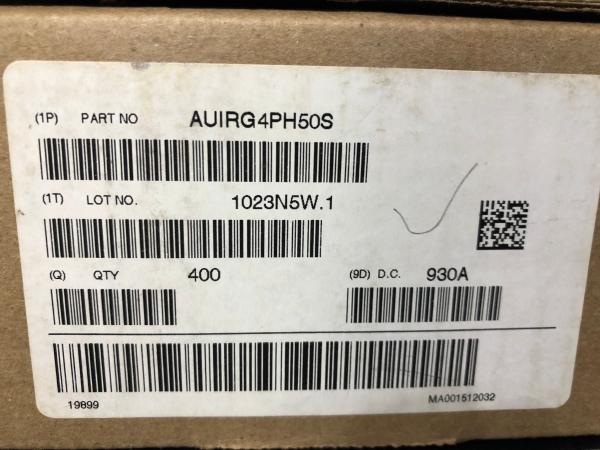 (1P) PART NO AUIRG4PH50S
(1T) LOT NO. 1023N5W.1
(Q) QTY 400 (9D) D.C. 930A
19899 MA001512032